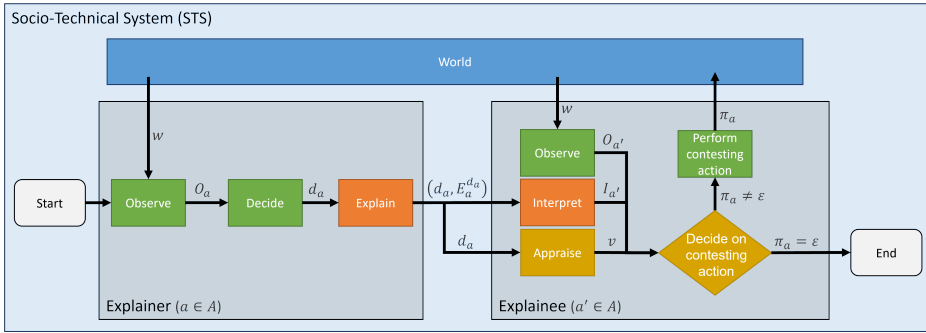 Socio-Technical System (STS)
World
w
w
π_a
Observe
O_{a'}
Perform
contesting
action
Start
Observe
O_a
Decide
d_a
Explain
(d_a, E_a^{d_a})
Interpret
I_{a'}
π_a ≠ ε
d_a
Appraise
v
Decide on
contesting
action
π_a = ε
End
Explainer (a ∈ A)
Explainee (a' ∈ A)